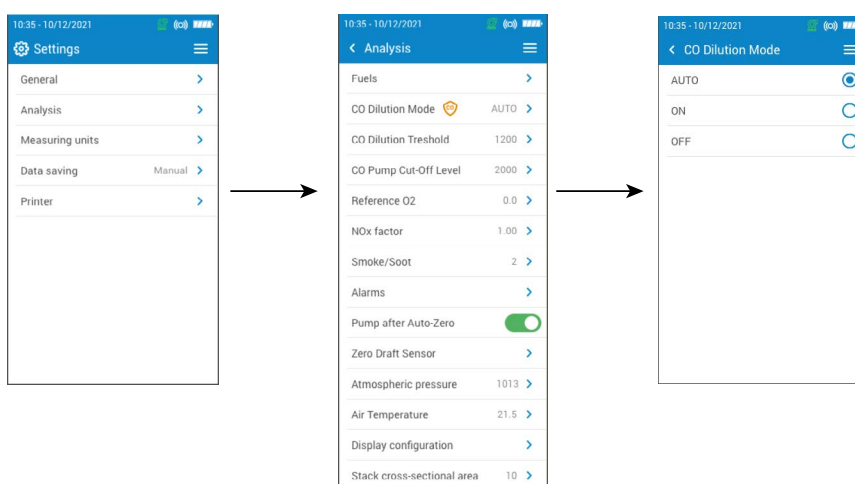 10:35 - 10/12/2021
Settings
General
Analysis
Measuring units
Data saving Manual
Printer
10:35 - 10/12/2021
Analysis
Fuels
CO Dilution Mode CO AUTO
CO Dilution Treshold 1200
CO Pump Cut-Off Level 2000
Reference O2 0.0
NOx factor 1.00
Smoke/Soot 2
Alarms
Pump after Auto-Zero
Zero Draft Sensor
Atmospheric pressure 1013
Air Temperature 21.5
Display configuration
Stack cross-sectional area 10
10:35 - 10/12/2021
CO Dilution Mode
AUTO
ON
OFF